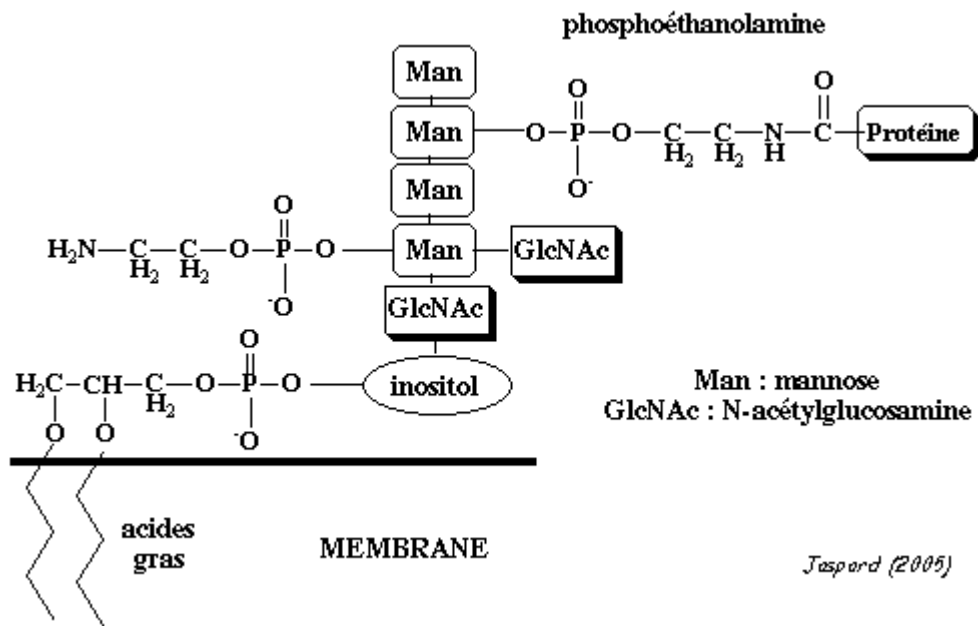 phosphoéthanolamine
Man
O
O
Man
O
P
O
C
H₂
C
H₂
N
H
C
Protéine
O⁻
Man
O
H₂N
C
H₂
C
H₂
O
P
O
Man
GlcNAc
⁻O
GlcNAc
O
H₂C
CH
C
H₂
O
P
O
inositol
Man : mannose
GlcNAc : N-acétylglucosamine
O
O
⁻O
acides
gras
MEMBRANE
Jaspard (2005)